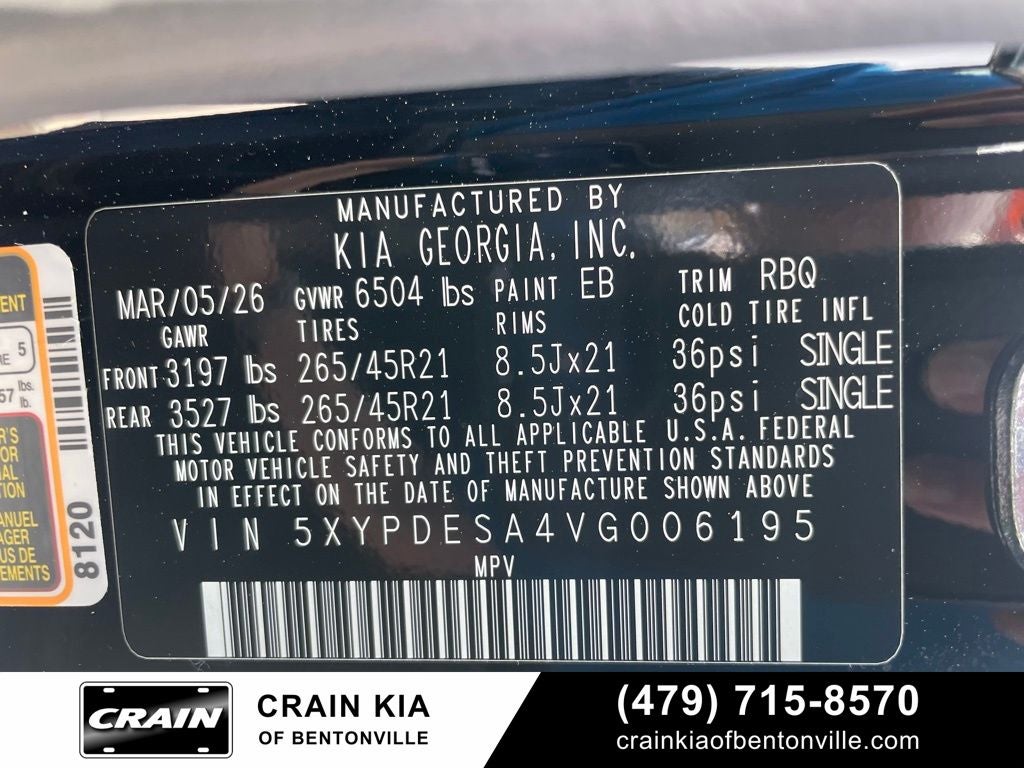 MANUFACTURED BY
KIA GEORGIA, INC.
MAR/05/26 GVWR 6504 lbs PAINT EB TRIM RBQ
GAWR TIRES RIMS COLD TIRE INFL
FRONT 3197 lbs 265/45R21 8.5Jx21 36psi SINGLE
REAR 3527 lbs 265/45R21 8.5Jx21 36psi SINGLE
THIS VEHICLE CONFORMS TO ALL APPLICABLE U.S.A. FEDERAL
MOTOR VEHICLE SAFETY AND THEFT PREVENTION STANDARDS
IN EFFECT ON THE DATE OF MANUFACTURE SHOWN ABOVE
VIN 5XYPDESA4VG006195
MPV
5
lbs.
lb.
8120
CRAIN
CRAIN KIA
OF BENTONVILLE
(479) 715-8570
crainkiaofbentonville.com